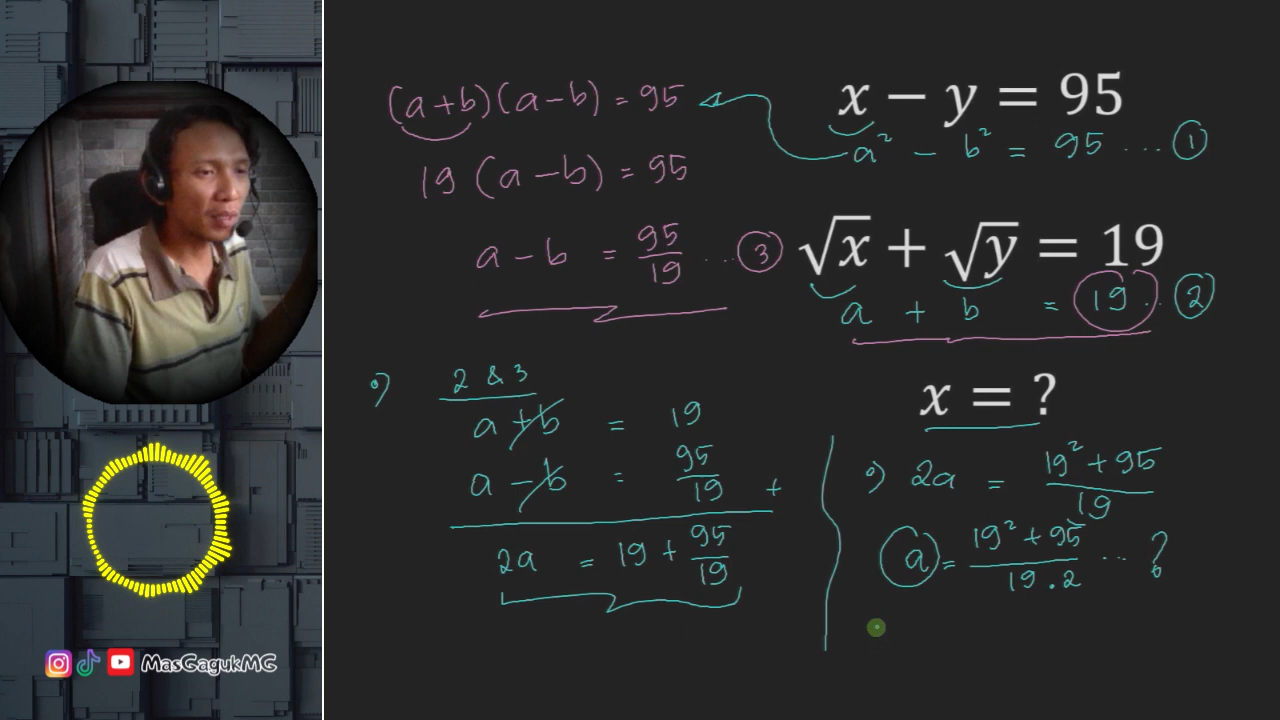 (a+b)(a-b) = 95
19 (a-b) = 95
a - b = 95/19 ... ③
x − y = 95
a² - b² = 95 ... ①
√x + √y = 19
a + b = 19 .. ②
x = ?
•) 2 & 3
a + b = 19
a - b = 95/19 +
2a = 19 + 95/19
•) 2a = (19² + 95)/19
a = (19² + 95)/(19 . 2) ... ?
MasGagukMG